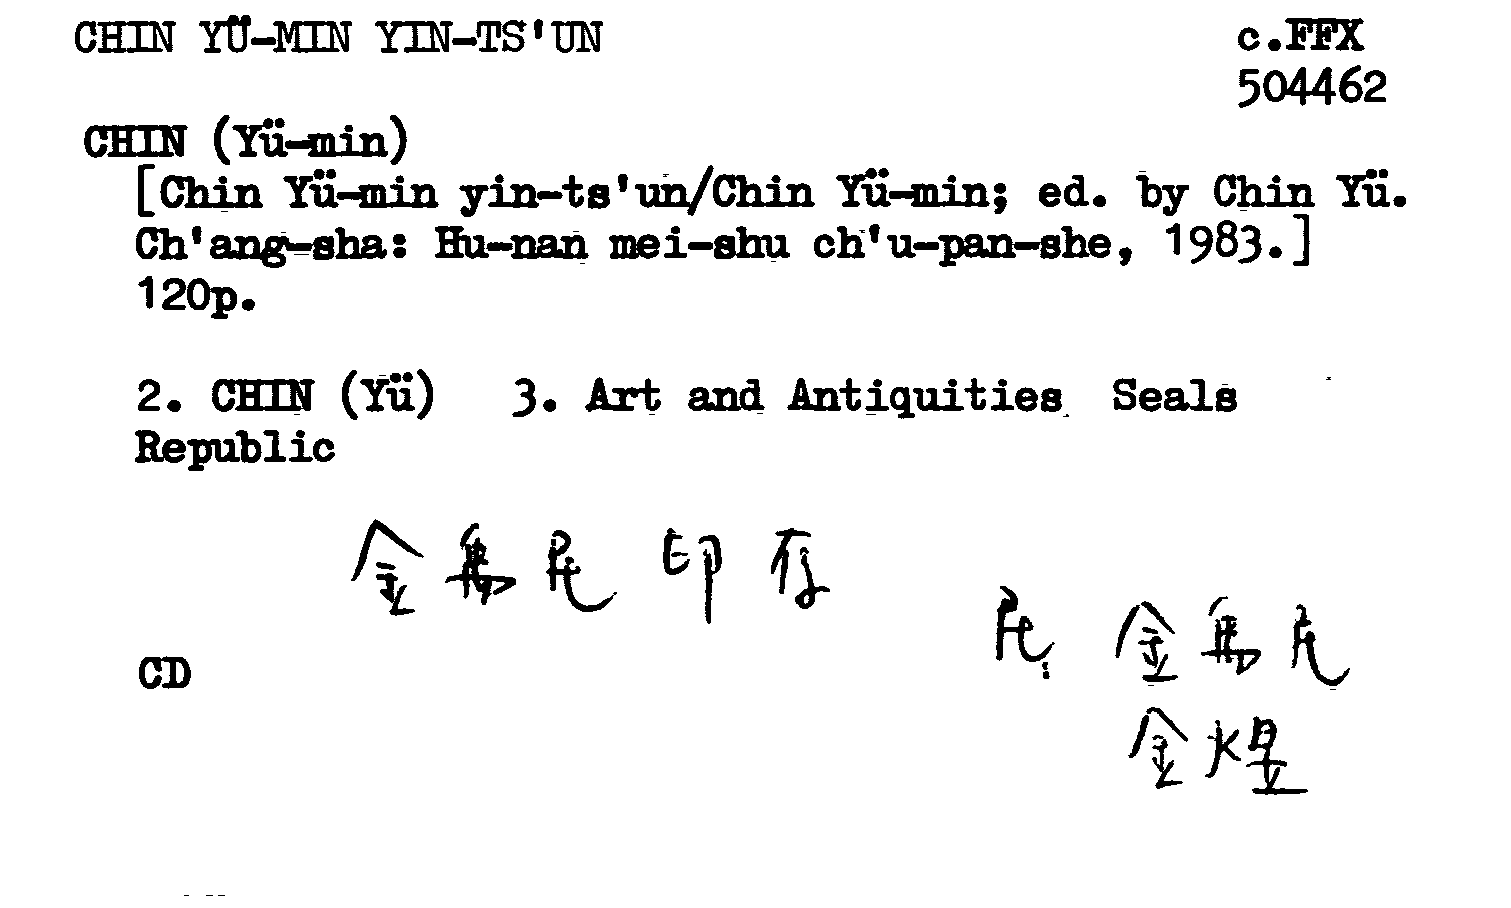 CHIN YÜ-MIN YIN-TS'UN
c.FFX
504462
CHIN (Yü-min)
[Chin Yü-min yin-ts'un/Chin Yü-min; ed. by Chin Yü.
Ch'ang-sha: Hu-nan mei-shu ch'u-pan-she, 1983.]
120p.
2. CHIN (Yü) 3. Art and Antiquities Seals
Republic
金禹民印存
民: 金禹民
金煜
CD